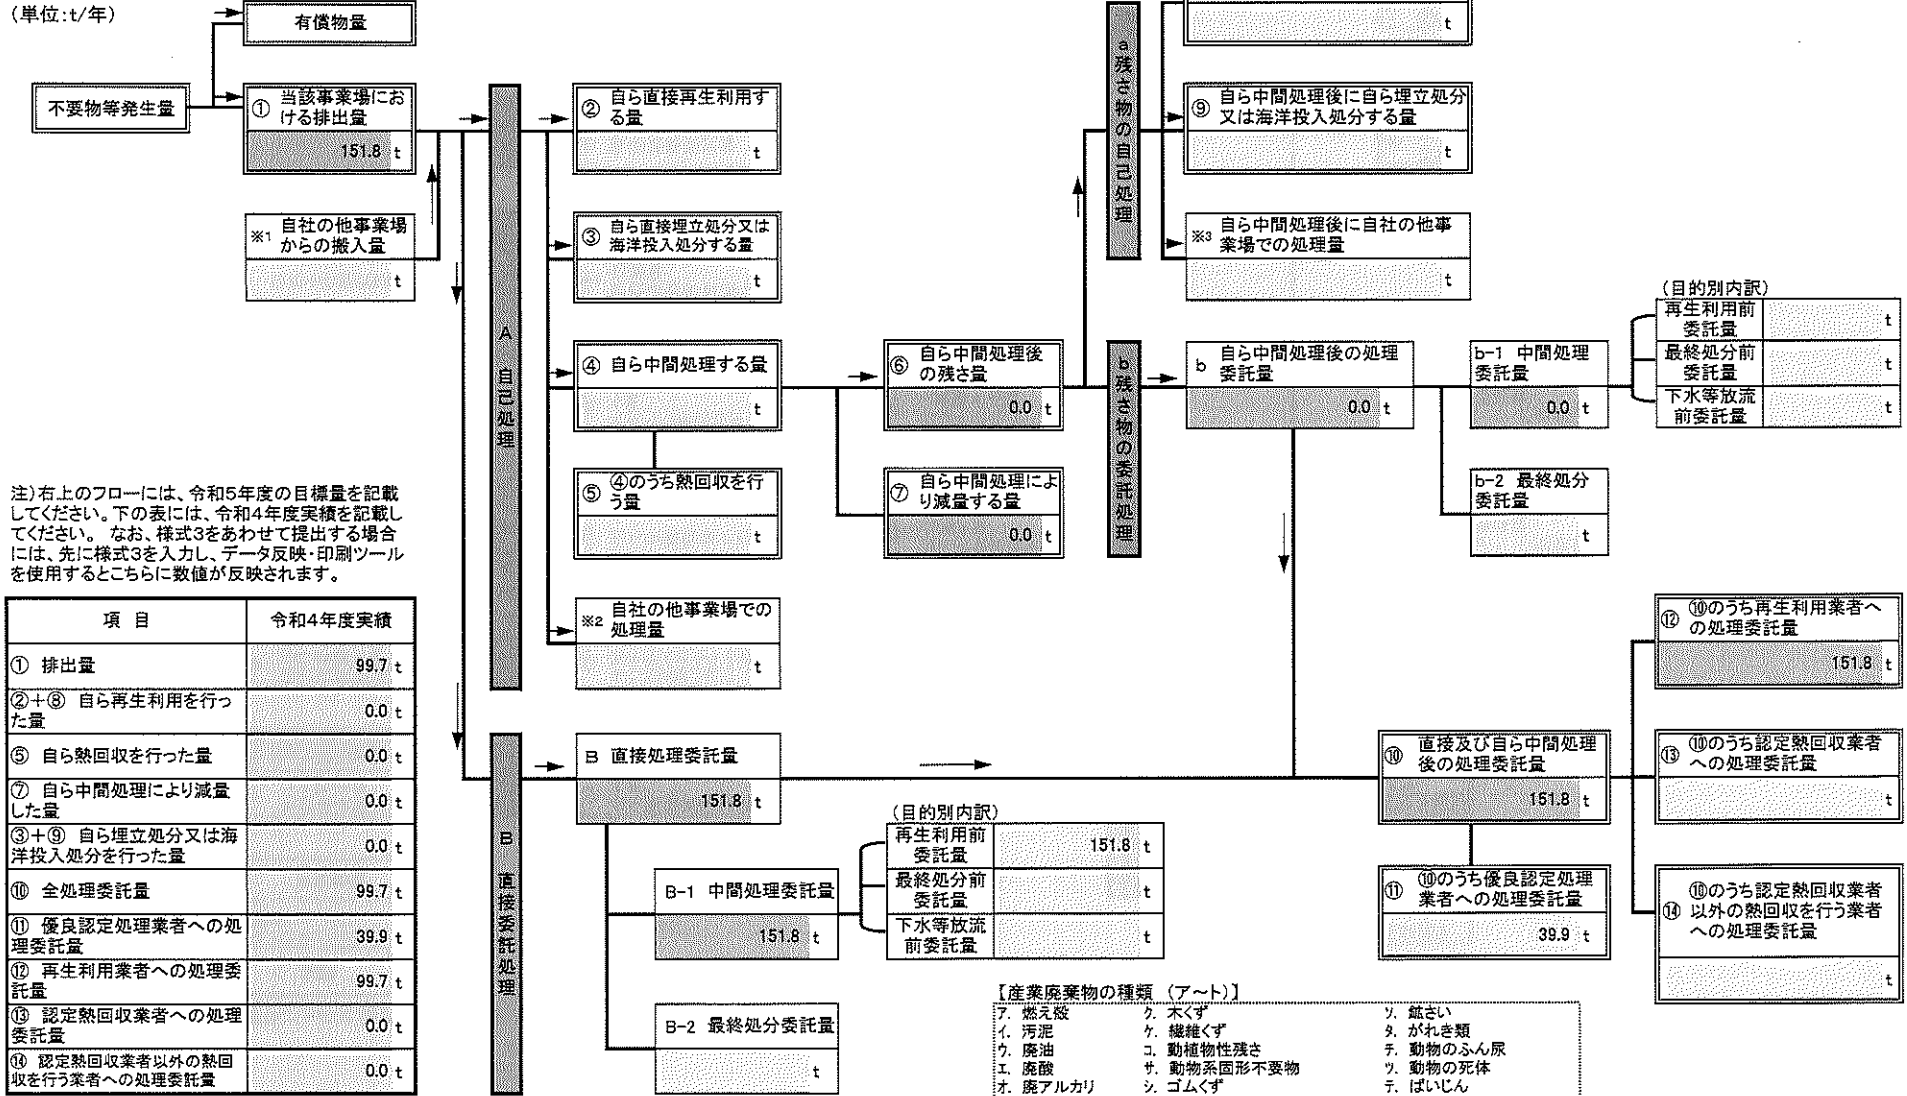 (単位:t/年)
有償物量
不要物等発生量
① 当該事業場にお
ける排出量
151.8 t
※1 自社の他事業場
からの搬入量
t
A 自己処理
② 自ら直接再生利用す
る量
t
③ 自ら直接埋立処分又は
海洋投入処分する量
t
④ 自ら中間処理する量
t
⑤ ④のうち熱回収を行
う量
t
※2 自社の他事業場での
処理量
t
⑥ 自ら中間処理後
の残さ量
0.0 t
⑦ 自ら中間処理によ
り減量する量
0.0 t
a 残さ物の自己処理
t
⑨ 自ら中間処理後に自ら埋立処分
又は海洋投入処分する量
t
※3 自ら中間処理後に自社の他事
業場での処理量
t
b 残さ物の委託処理
b 自ら中間処理後の処理
委託量
0.0 t
b-1 中間処理
委託量
0.0 t
(目的別内訳)
再生利用前
委託量
t
最終処分前
委託量
t
下水等放流
前委託量
t
b-2 最終処分
委託量
t
注)右上のフローには、令和5年度の目標量を記載
してください。下の表には、令和4年度実績を記載し
てください。 なお、様式3をあわせて提出する場合
には、先に様式3を入力し、データ反映・印刷ツール
を使用するとこちらに数値が反映されます。
項 目 令和4年度実績
① 排出量 99.7 t
②+⑧ 自ら再生利用を行っ
た量 0.0 t
⑤ 自ら熱回収を行った量 0.0 t
⑦ 自ら中間処理により減量
した量 0.0 t
③+⑨ 自ら埋立処分又は海
洋投入処分を行った量 0.0 t
⑩ 全処理委託量 99.7 t
⑪ 優良認定処理業者への処
理委託量 39.9 t
⑫ 再生利用業者への処理委
託量 99.7 t
⑬ 認定熱回収業者への処理
委託量 0.0 t
⑭ 認定熱回収業者以外の熱回
収を行う業者への処理委託量 0.0 t
B 直接委託処理
B 直接処理委託量
151.8 t
B-1 中間処理委託量
151.8 t
(目的別内訳)
再生利用前
委託量
151.8 t
最終処分前
委託量
t
下水等放流
前委託量
t
B-2 最終処分委託量
t
⑩ 直接及び自ら中間処理
後の処理委託量
151.8 t
⑪ ⑩のうち優良認定処理
業者への処理委託量
39.9 t
⑫ ⑩のうち再生利用業者へ
の処理委託量
151.8 t
⑬ ⑩のうち認定熱回収業者
への処理委託量
t
⑭ ⑩のうち認定熱回収業者
以外の熱回収を行う業者
への処理委託量
t
【産業廃棄物の種類 (ア~ト)】
ア. 燃え殻 ク. 木くず ソ. 鉱さい
イ. 汚泥 ケ. 繊維くず タ. がれき類
ウ. 廃油 コ. 動植物性残さ チ. 動物のふん尿
エ. 廃酸 サ. 動物系固形不要物 ツ. 動物の死体
オ. 廃アルカリ シ. ゴムくず テ. ばいじん